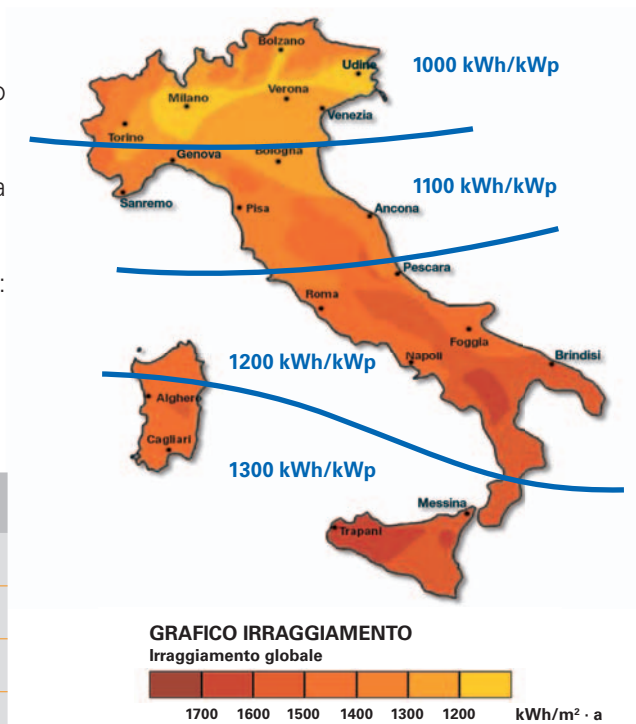 Bolzano
Udine
1000 kWh/kWp
Milano
Verona
Venezia
Torino
Genova
Bologna
1100 kWh/kWp
Sanremo
Pisa
Ancona
Pescara
Roma
Foggia
1200 kWh/kWp
Napoli
Brindisi
Alghero
Cagliari
1300 kWh/kWp
Messina
Trapani
GRAFICO IRRAGGIAMENTO
Irraggiamento globale
1700 1600 1500 1400 1300 1200 kWh/m² · a